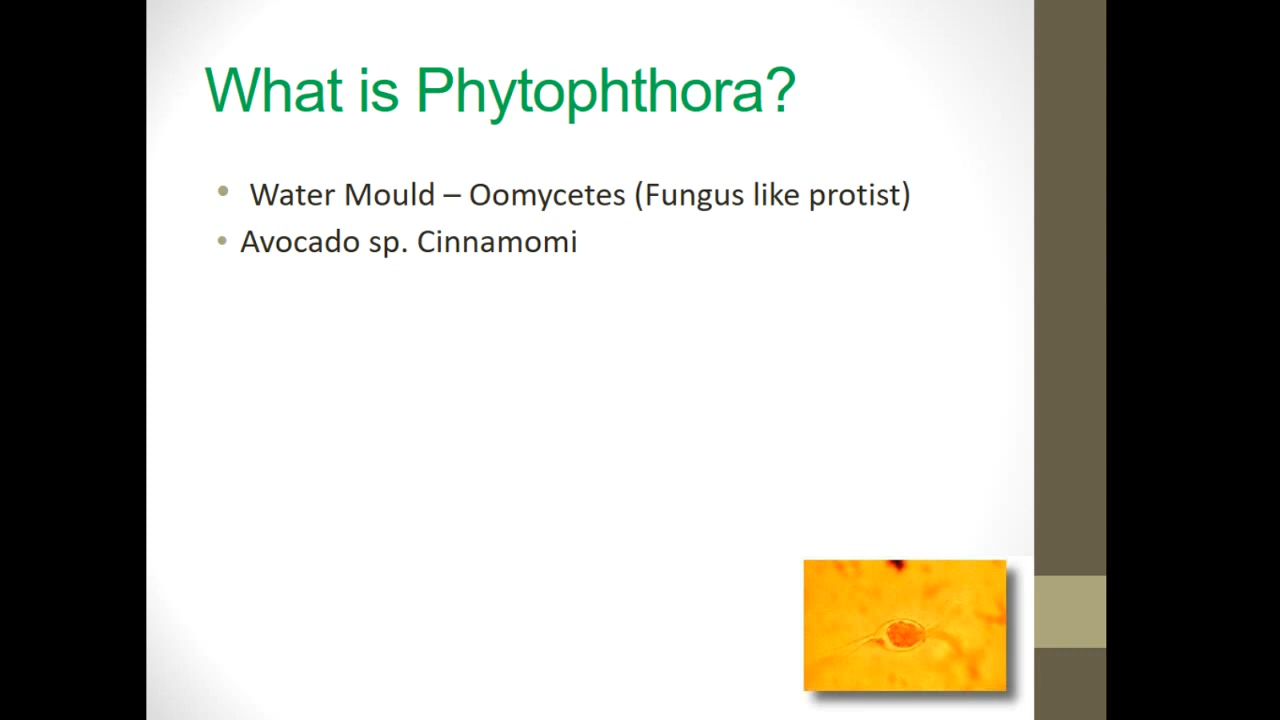 What is Phytophthora?
• Water Mould – Oomycetes (Fungus like protist)
• Avocado sp. Cinnamomi